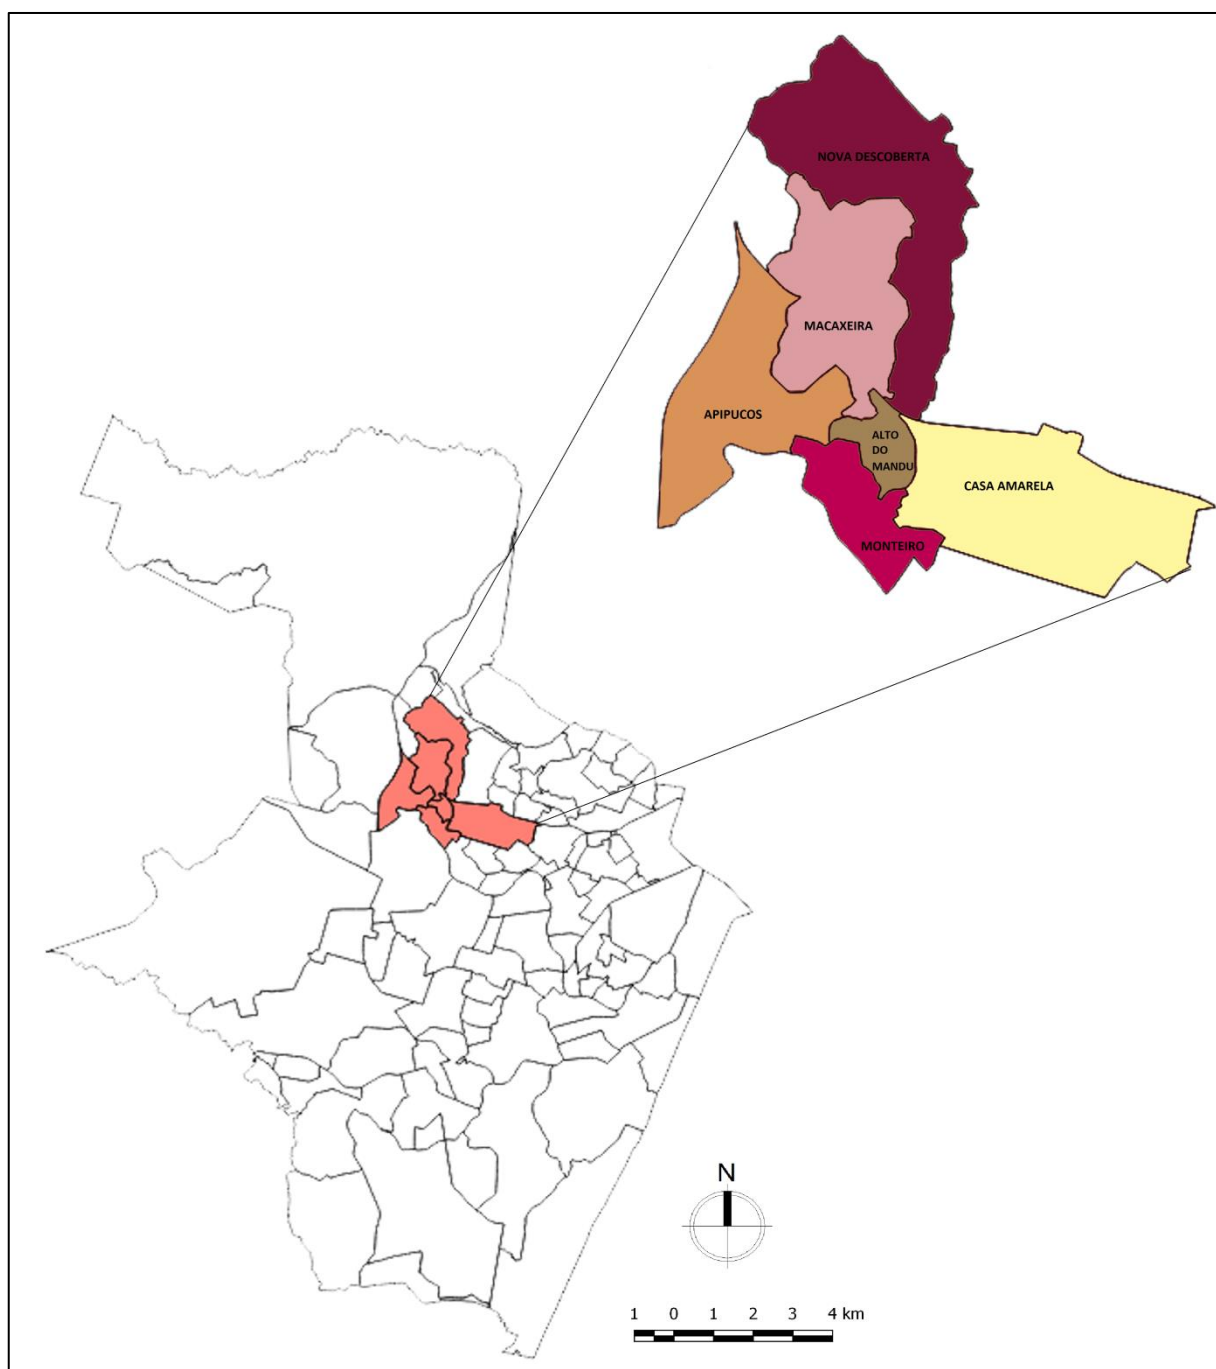 NOVA DESCOBERTA
MACAXEIRA
APIPUCOS
ALTO
DO
MANDU
CASA AMARELA
MONTEIRO
N
1 0 1 2 3 4 km